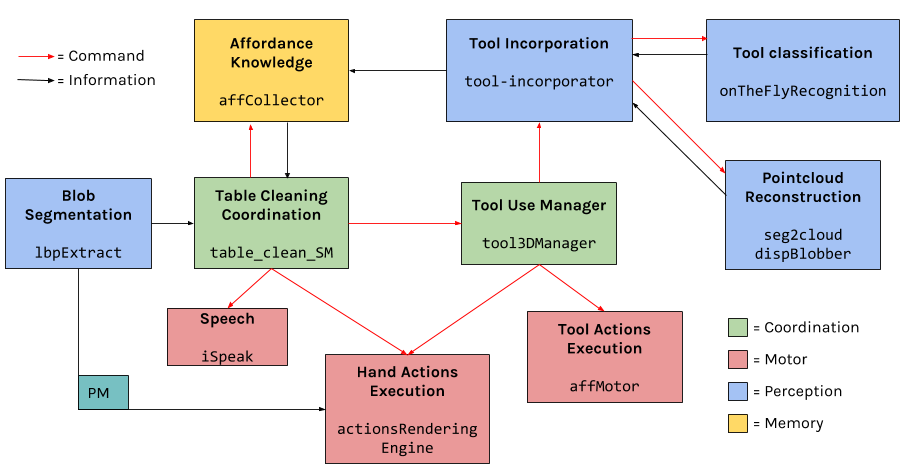 = Command
= Information
Affordance
Knowledge
affCollector
Tool Incorporation
tool-incorporator
Tool classification
onTheFlyRecognition
Blob
Segmentation
lbpExtract
Table Cleaning
Coordination
table_clean_SM
Tool Use Manager
tool3DManager
Pointcloud
Reconstruction
seg2cloud
dispBlobber
Speech
iSpeak
Tool Actions
Execution
affMotor
PM
Hand Actions
Execution
actionsRendering
Engine
= Coordination
= Motor
= Perception
= Memory